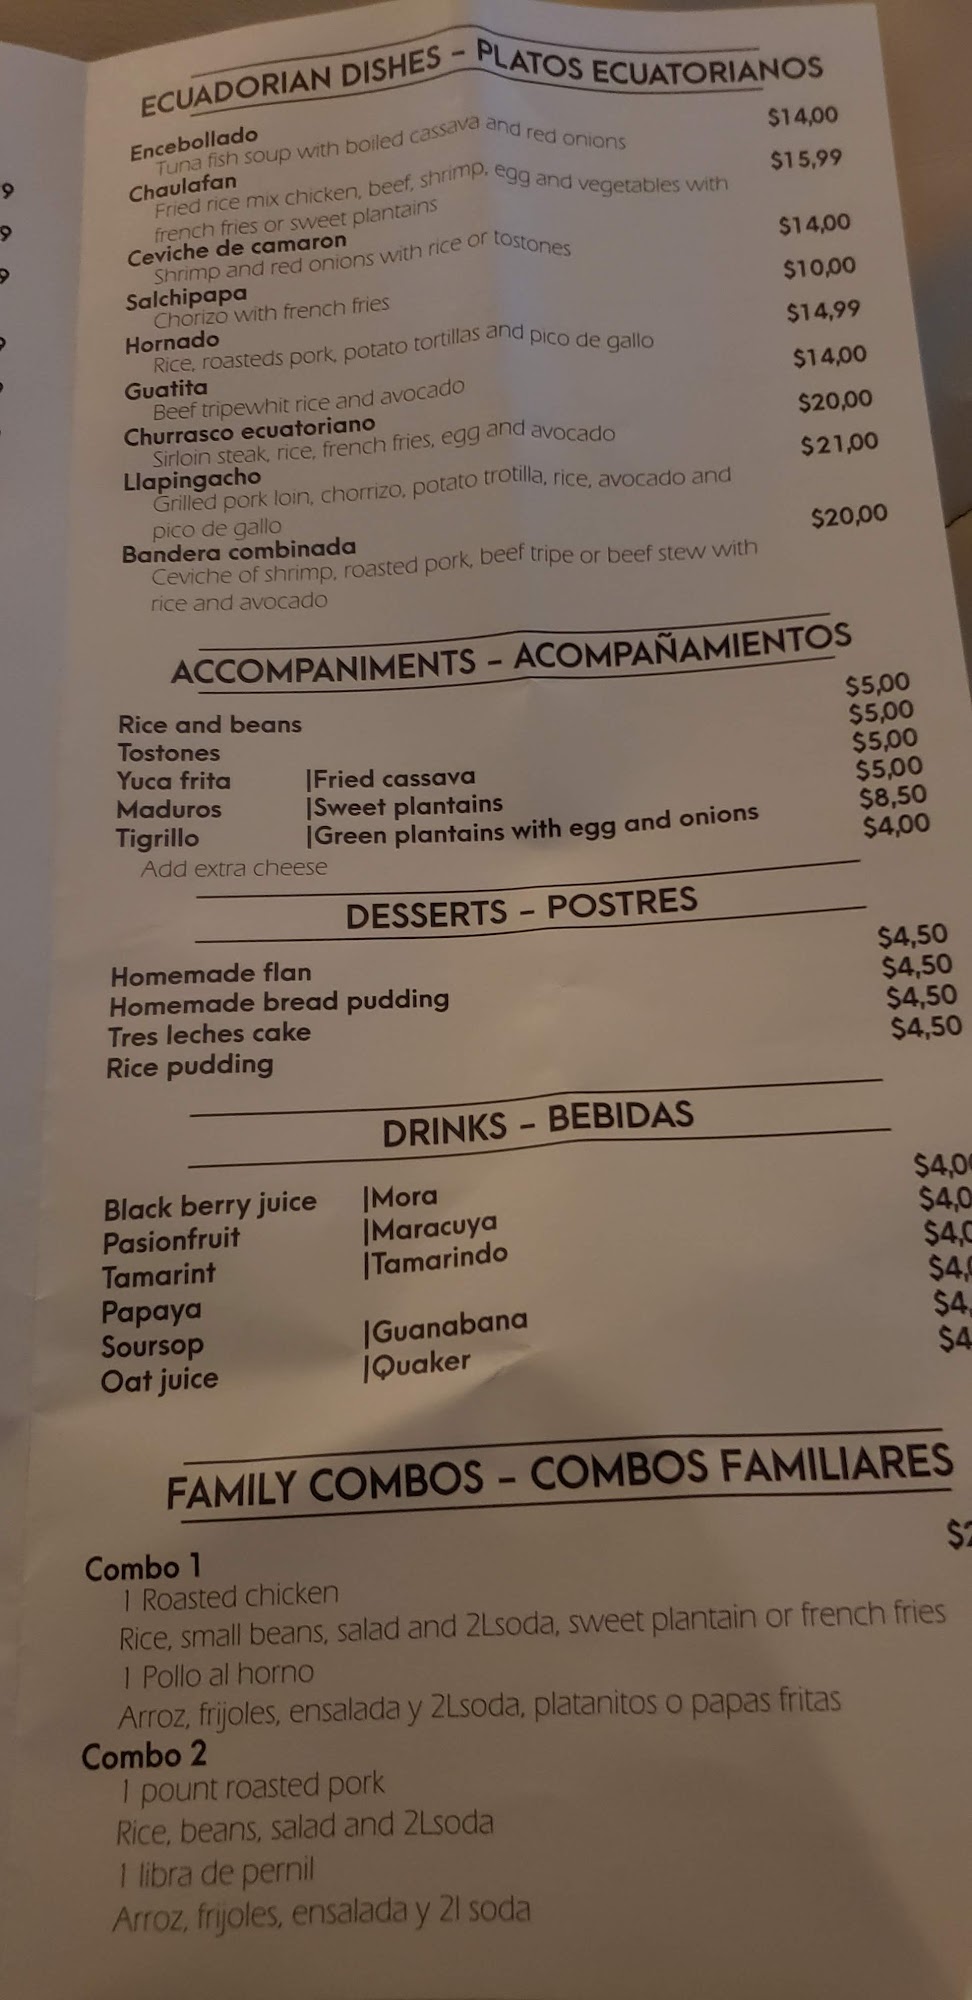 ECUADORIAN DISHES - PLATOS ECUATORIANOS
Encebollado $14,00
Tuna fish soup with boiled cassava and red onions
Chaulafan $15,99
Fried rice mix chicken, beef, shrimp, egg and vegetables with
french fries or sweet plantains
Ceviche de camaron $14,00
Shrimp and red onions with rice or tostones
Salchipapa $10,00
Chorizo with french fries
Hornado $14,99
Rice, roasteds pork, potato tortillas and pico de gallo
Guatita $14,00
Beef tripewhit rice and avocado
Churrasco ecuatoriano $20,00
Sirloin steak, rice, french fries, egg and avocado
Llapingacho $21,00
Grilled pork loin, chorrizo, potato trotilla, rice, avocado and
pico de gallo
Bandera combinada $20,00
Ceviche of shrimp, roasted pork, beef tripe or beef stew with
rice and avocado
ACCOMPANIMENTS - ACOMPAÑAMIENTOS
Rice and beans $5,00
Tostones $5,00
Yuca frita |Fried cassava $5,00
Maduros |Sweet plantains $5,00
Tigrillo |Green plantains with egg and onions $8,50
Add extra cheese $4,00
DESSERTS - POSTRES
Homemade flan $4,50
Homemade bread pudding $4,50
Tres leches cake $4,50
Rice pudding $4,50
DRINKS - BEBIDAS
Black berry juice |Mora $4,0
Pasionfruit |Maracuya $4,0
Tamarint |Tamarindo $4,
Papaya $4,
Soursop |Guanabana $4,
Oat juice |Quaker $4
FAMILY COMBOS - COMBOS FAMILIARES
Combo 1 $2
1 Roasted chicken
Rice, small beans, salad and 2Lsoda, sweet plantain or french fries
1 Pollo al horno
Arroz, frijoles, ensalada y 2Lsoda, platanitos o papas fritas
Combo 2
1 pount roasted pork
Rice, beans, salad and 2Lsoda
1 libra de pernil
Arroz, frijoles, ensalada y 2l soda